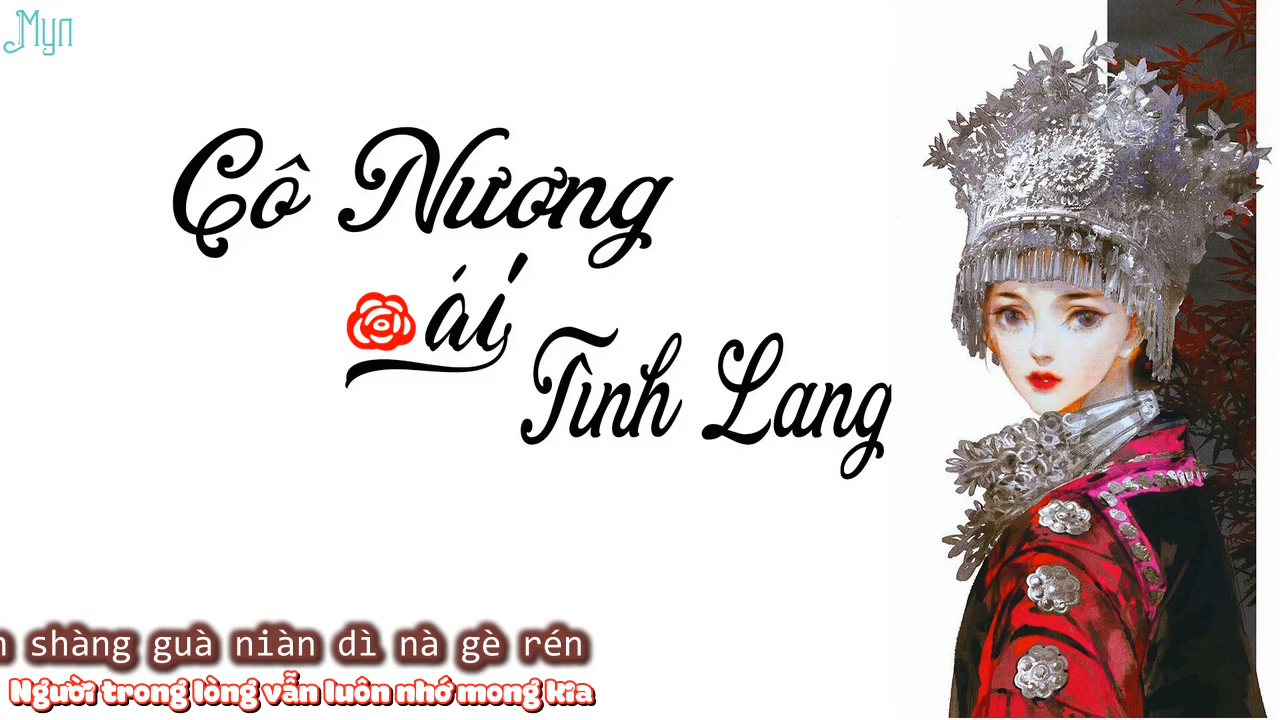 Myn
Cô Nương
ái
Tình Lang
shàng guà niàn dì nà gè rén
Người trong lòng vẫn luôn nhớ mong kia